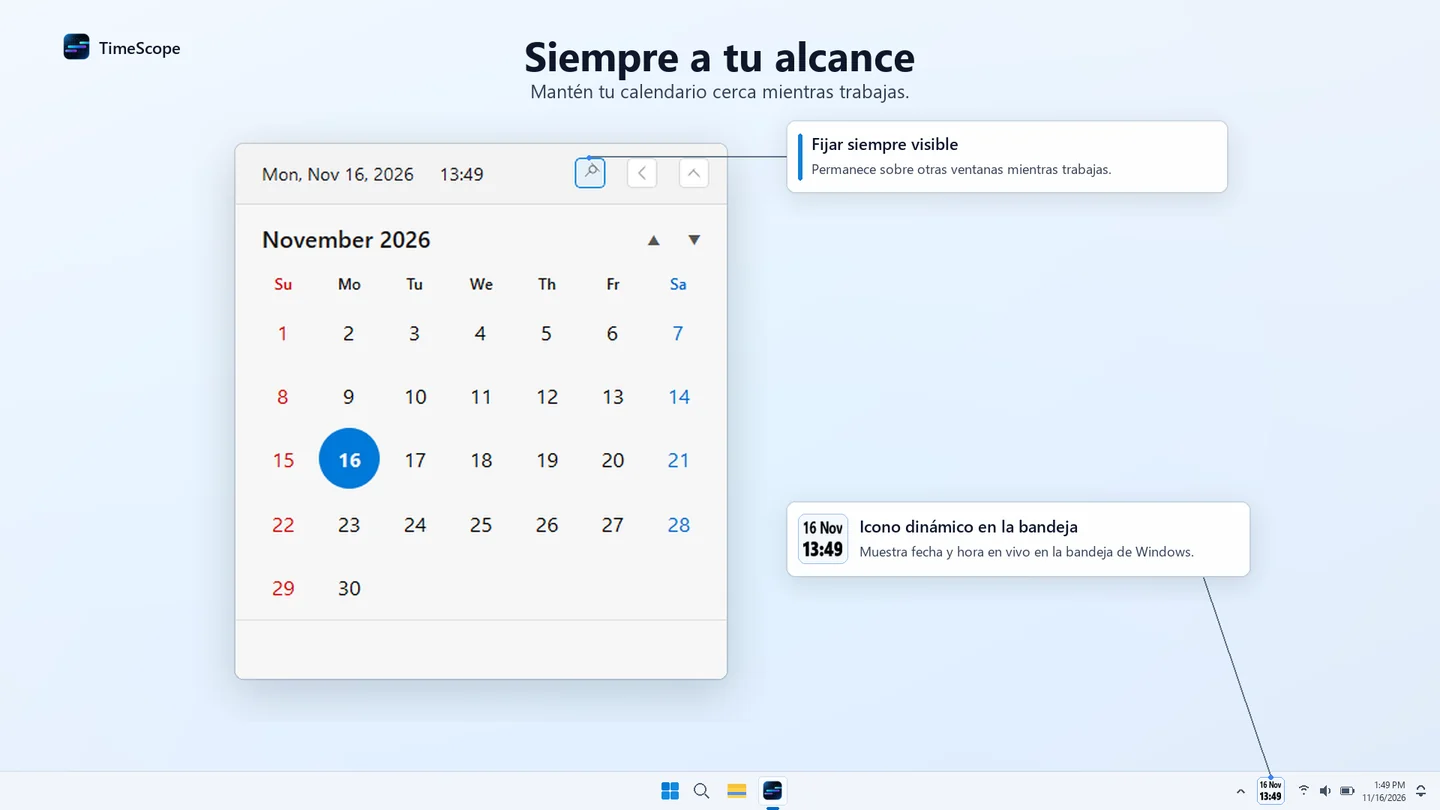 TimeScope
Siempre a tu alcance
Mantén tu calendario cerca mientras trabajas.
Mon, Nov 16, 2026 13:49
Fijar siempre visible
Permanece sobre otras ventanas mientras trabajas.
November 2026 ▲ ▼
Su Mo Tu We Th Fr Sa
1 2 3 4 5 6 7
8 9 10 11 12 13 14
15 16 17 18 19 20 21
22 23 24 25 26 27 28
29 30
16 Nov
13:49
Icono dinámico en la bandeja
Muestra fecha y hora en vivo en la bandeja de Windows.
16 Nov
13:49
1:49 PM
11/16/2026